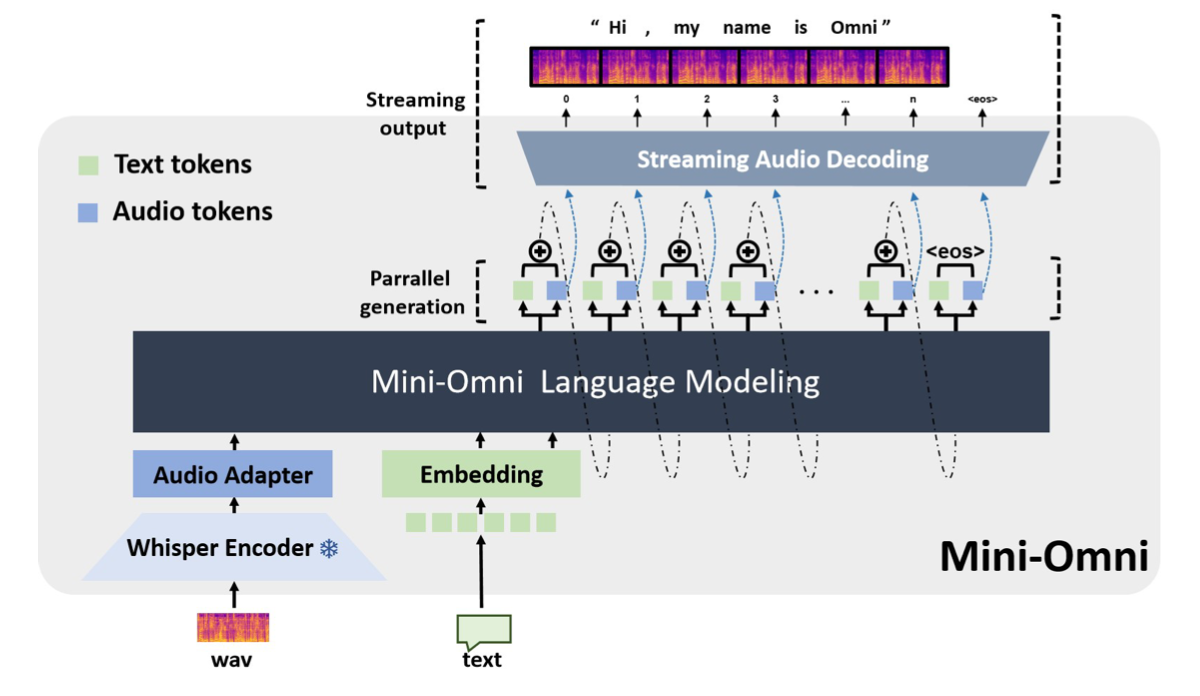 “ Hi , my name is Omni ”
0 1 2 3 ... n <eos>
Streaming
output
Streaming Audio Decoding
Text tokens
Audio tokens
<eos>
Parrallel
generation
. . .
Mini-Omni Language Modeling
Audio Adapter
Embedding
Whisper Encoder
Mini-Omni
wav
text